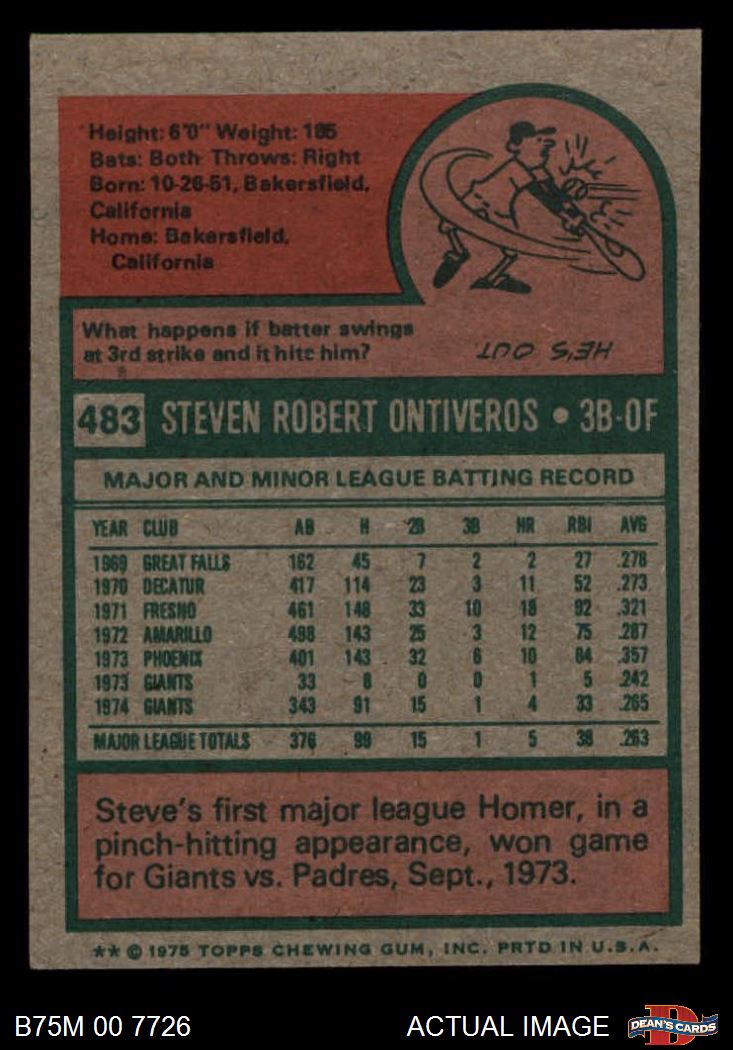 Height: 6'0" Weight: 185
Bats: Both Throws: Right
Born: 10-26-51, Bakersfield,
California
Home: Bakersfield,
California
What happens if batter swings
at 3rd strike and it hits him?
HE'S OUT
483 STEVEN ROBERT ONTIVEROS • 3B-OF
MAJOR AND MINOR LEAGUE BATTING RECORD
YEAR CLUB AB H 2B 3B HR RBI AVG
1969 GREAT FALLS 162 45 7 2 2 27 .278
1970 DECATUR 417 114 23 3 11 52 .273
1971 FRESNO 461 148 33 10 18 92 .321
1972 AMARILLO 498 143 25 3 12 75 .287
1973 PHOENIX 401 143 32 6 10 84 .357
1973 GIANTS 33 8 0 0 1 5 .242
1974 GIANTS 343 91 15 1 4 33 .265
MAJOR LEAGUE TOTALS 376 99 15 1 5 38 .263
Steve's first major league Homer, in a
pinch-hitting appearance, won game
for Giants vs. Padres, Sept., 1973.
** © 1975 TOPPS CHEWING GUM, INC. PRTD IN U.S.A.
B75M 00 7726 ACTUAL IMAGE D DEAN'S CARDS